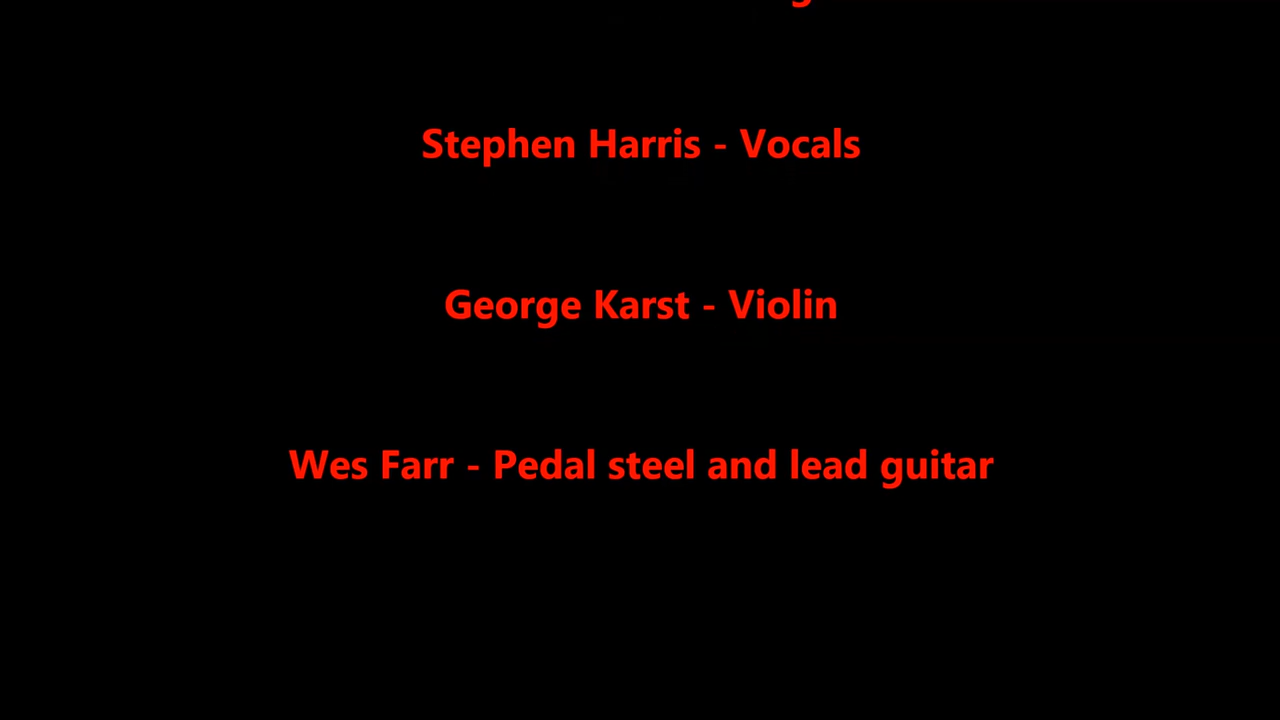 Stephen Harris - Vocals
George Karst - Violin
Wes Farr - Pedal steel and lead guitar